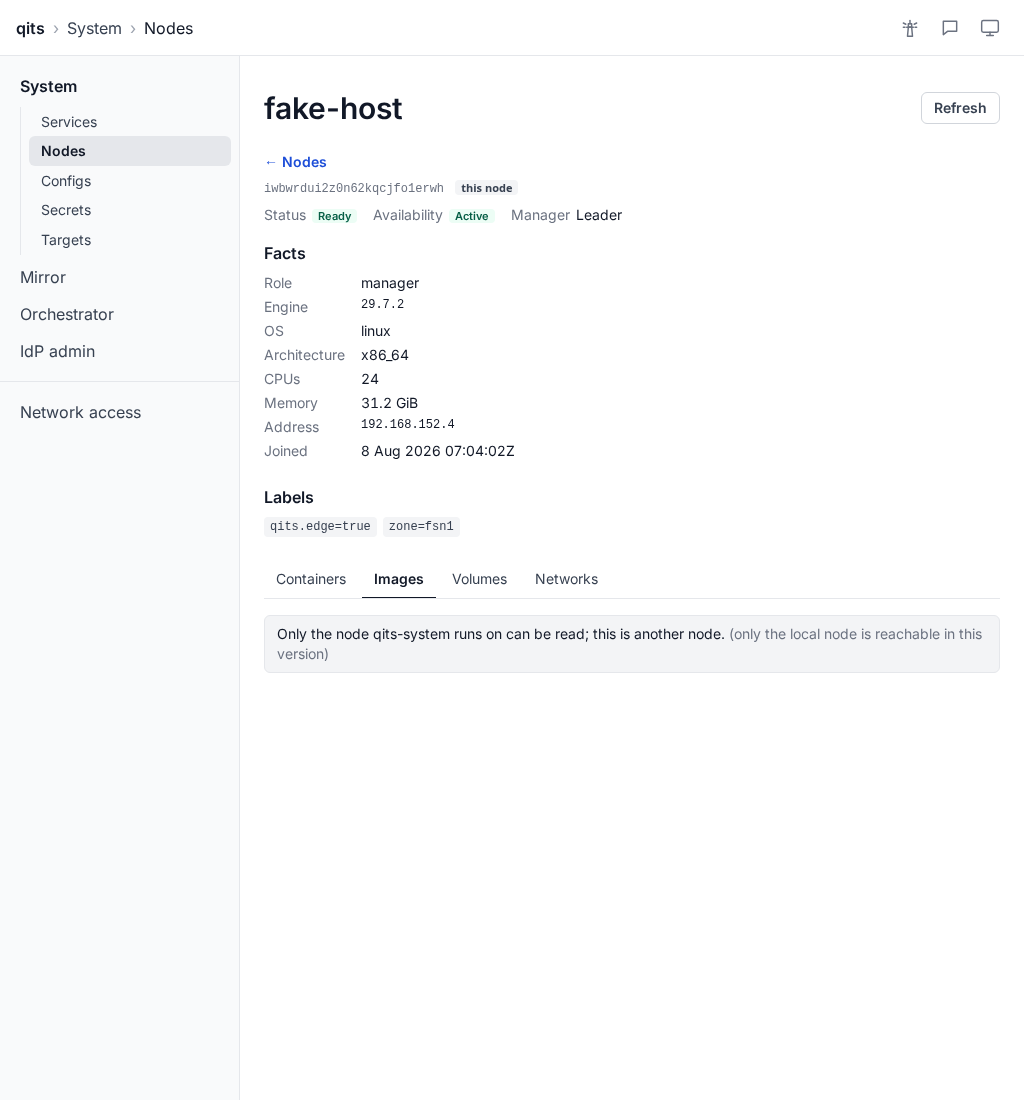 qits › System › Nodes
System
Services
Nodes
Configs
Secrets
Targets
Mirror
Orchestrator
IdP admin
Network access
fake-host
Refresh
← Nodes
iwbwrdui2z0n62kqcjfo1erwh this node
Status Ready Availability Active Manager Leader
Facts
Role manager
Engine 29.7.2
OS linux
Architecture x86_64
CPUs 24
Memory 31.2 GiB
Address 192.168.152.4
Joined 8 Aug 2026 07:04:02Z
Labels
qits.edge=true zone=fsn1
Containers Images Volumes Networks
Only the node qits-system runs on can be read; this is another node. (only the local node is reachable in this
version)